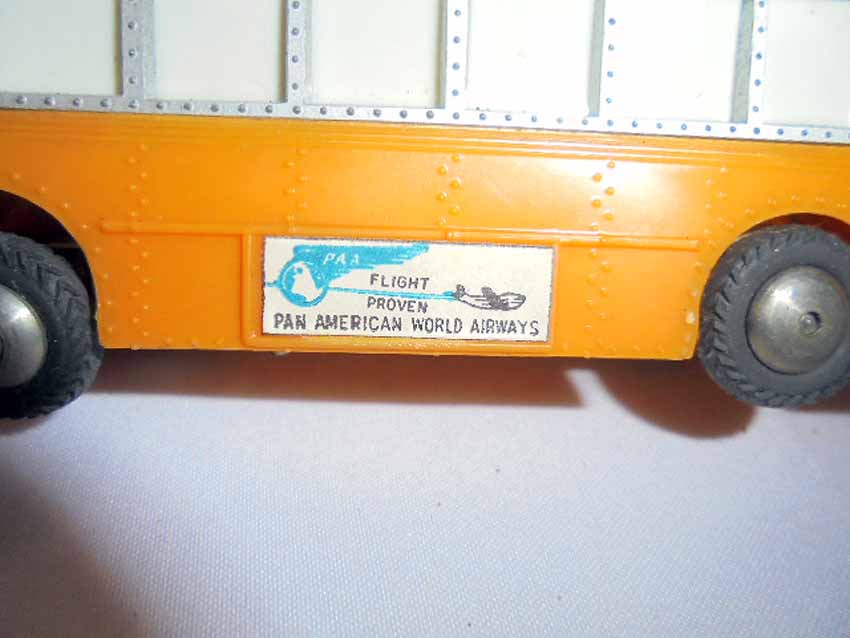 PAA
FLIGHT
PROVEN
PAN AMERICAN WORLD AIRWAYS